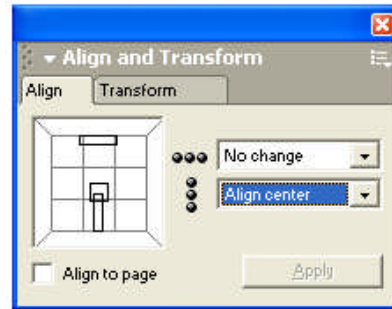 Align and Transform
Align Transform
No change
Align center
Align to page Apply